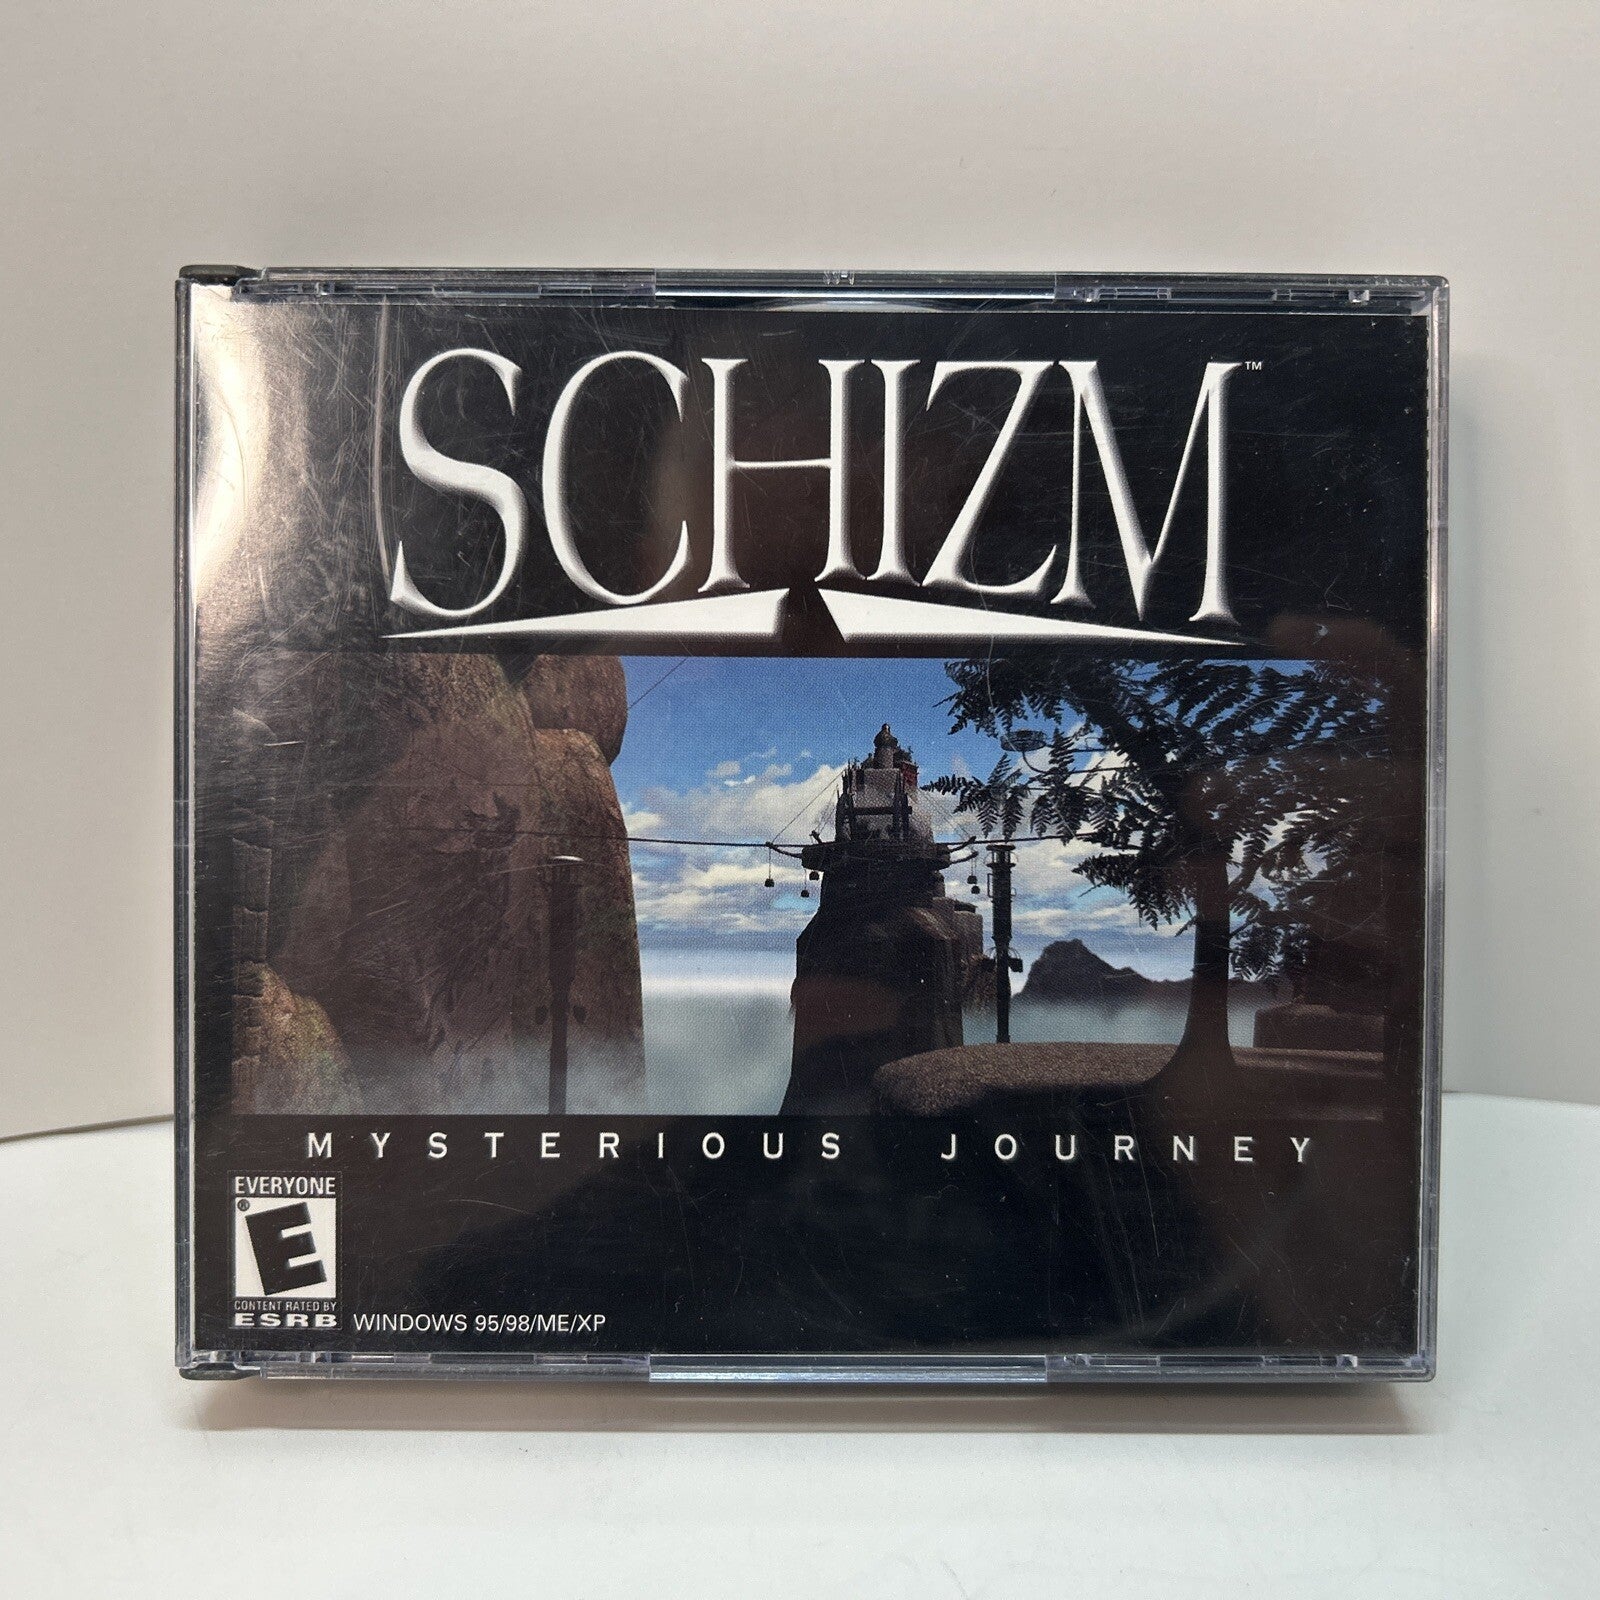 SCHIZM™
MYSTERIOUS JOURNEY
EVERYONE
E®
CONTENT RATED BY
ESRB
WINDOWS 95/98/ME/XP